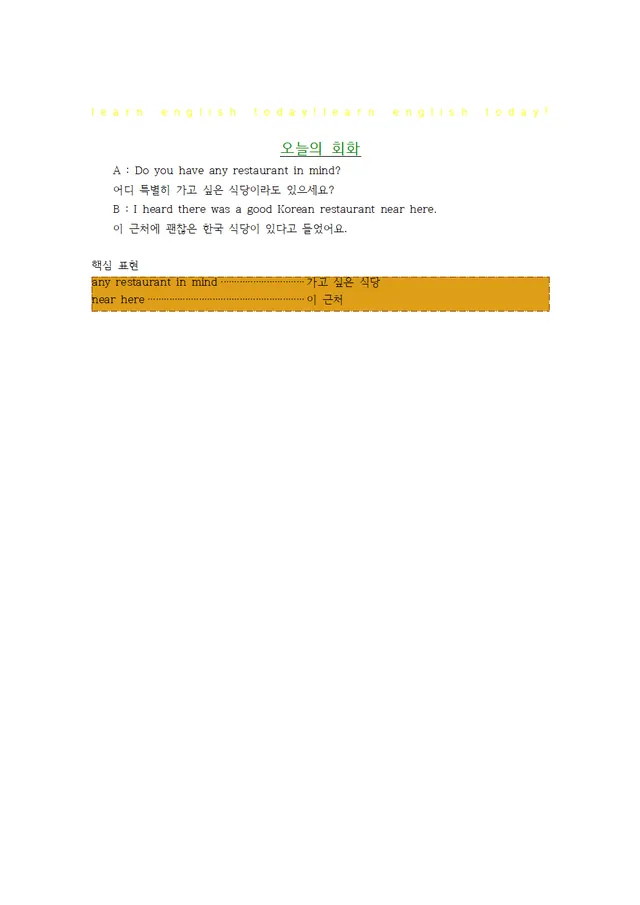 learn english today!learn english today!
오늘의 회화
A : Do you have any restaurant in mind?
어디 특별히 가고 싶은 식당이라도 있으세요?
B : I heard there was a good Korean restaurant near here.
이 근처에 괜찮은 한국 식당이 있다고 들었어요.
핵심 표현
any restaurant in mind ······························ 가고 싶은 식당
near here ························································ 이 근처